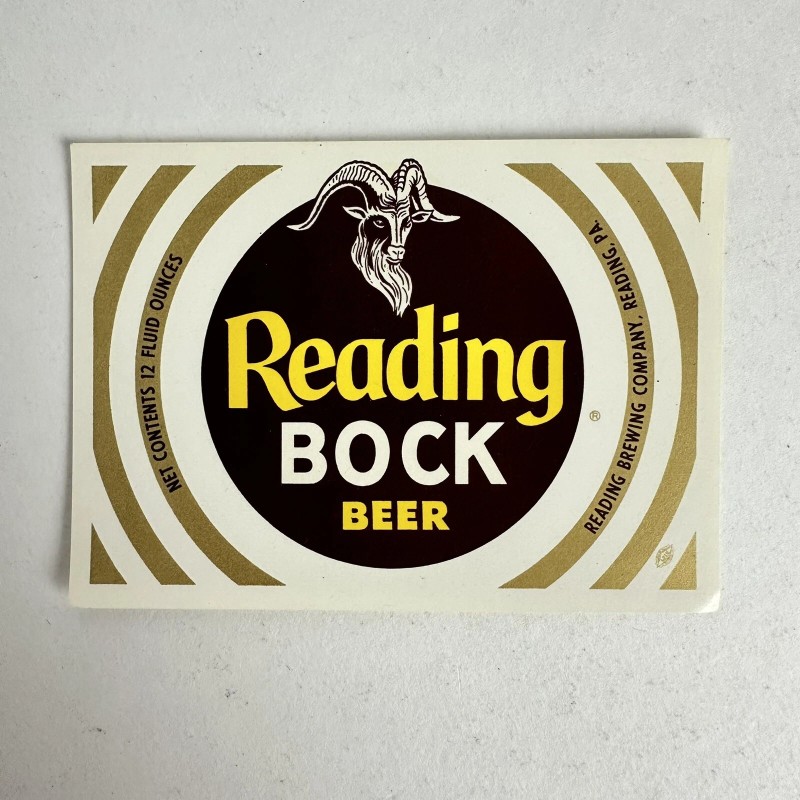 Reading
BOCK
BEER
®
NET CONTENTS 12 FLUID OUNCES
READING BREWING COMPANY, READING, PA.